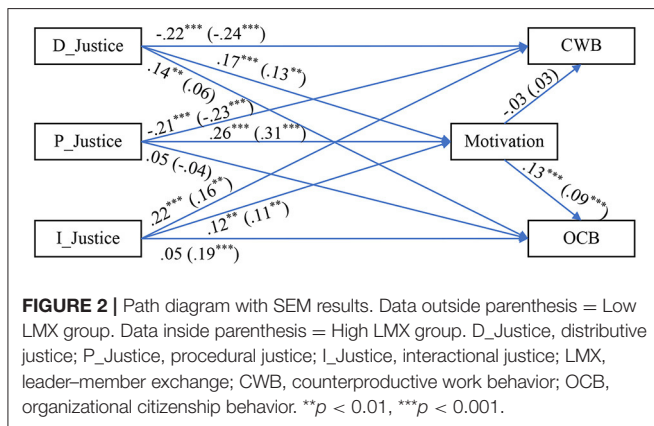 -.22*** (-.24***)
D_Justice
CWB
.17*** (.13**)
.14** (.06)
-.03 (.03)
-.21*** (-.23***)
P_Justice
.26*** (.31***)
Motivation
.05 (-.04)
.13*** (.09***)
.22*** (.16**)
.12** (.11**)
I_Justice
.05 (.19***)
OCB
FIGURE 2 | Path diagram with SEM results. Data outside parenthesis = Low
LMX group. Data inside parenthesis = High LMX group. D_Justice, distributive
justice; P_Justice, procedural justice; I_Justice, interactional justice; LMX,
leader–member exchange; CWB, counterproductive work behavior; OCB,
organizational citizenship behavior. **p < 0.01, ***p < 0.001.